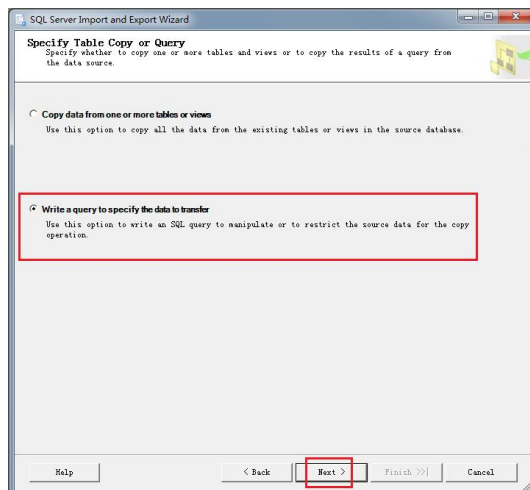 SQL Server Import and Export Wizard
Specify Table Copy or Query
Specify whether to copy one or more tables and views or to copy the results of a query from
the data source.
Copy data from one or more tables or views
Use this option to copy all the data from the existing tables or views in the source database.
Write a query to specify the data to transfer
Use this option to write an SQL query to manipulate or to restrict the source data for the copy
operation.
Help
< Back
Next >
Finish >>|
Cancel